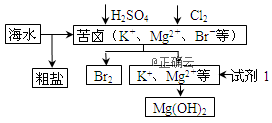 H₂SO₄ Cl₂
海水 苦卤（K⁺、Mg²⁺、Br⁻等）
@正确云
粗盐 Br₂ K⁺、Mg²⁺等 试剂 1
Mg(OH)₂